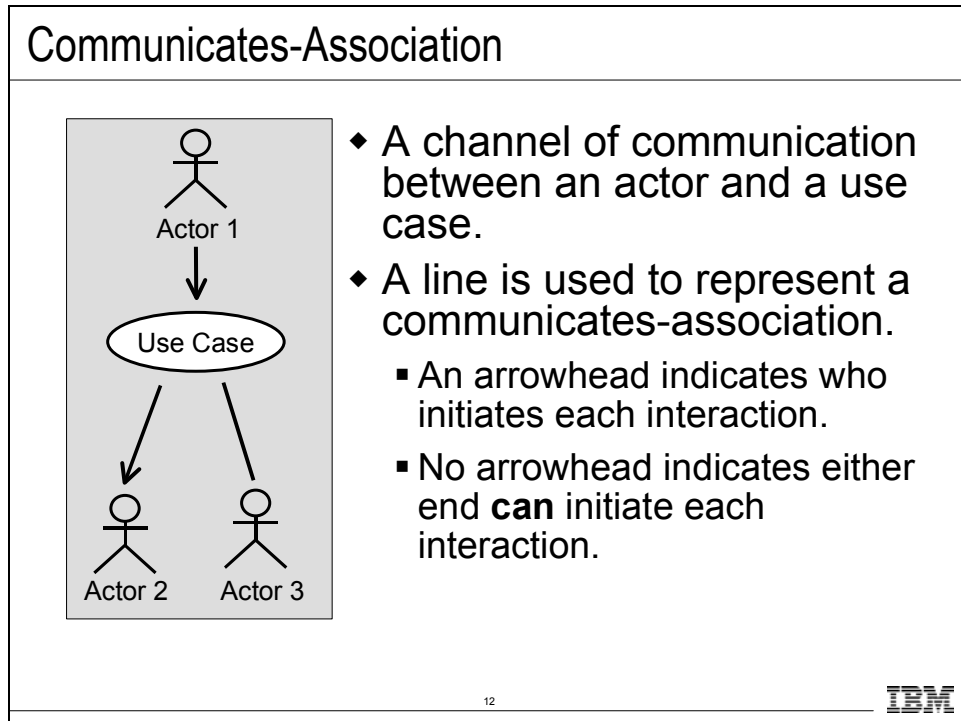 Communicates-Association
Actor 1
Use Case
Actor 2 Actor 3
◆ A channel of communication
between an actor and a use
case.
◆ A line is used to represent a
communicates-association.
▪ An arrowhead indicates who
initiates each interaction.
▪ No arrowhead indicates either
end can initiate each
interaction.
12
IBM